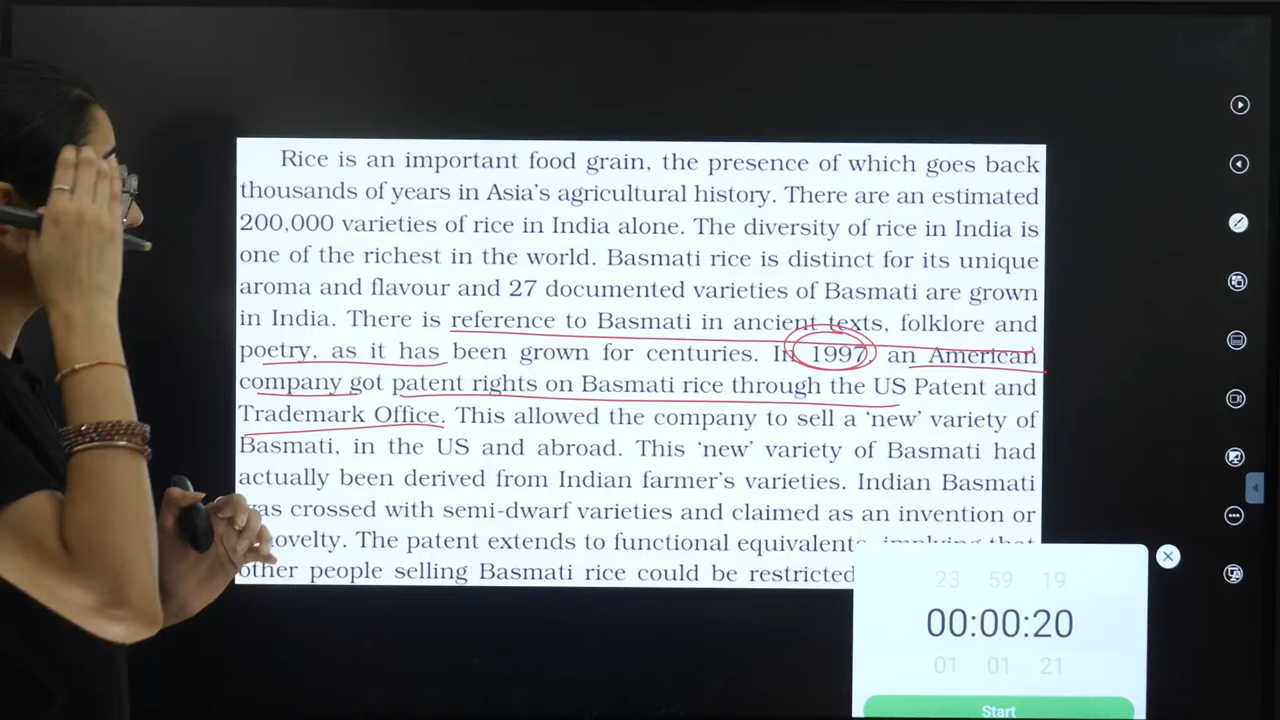 Rice is an important food grain, the presence of which goes back
thousands of years in Asia's agricultural history. There are an estimated
200,000 varieties of rice in India alone. The diversity of rice in India is
one of the richest in the world. Basmati rice is distinct for its unique
aroma and flavour and 27 documented varieties of Basmati are grown
in India. There is reference to Basmati in ancient texts, folklore and
poetry, as it has been grown for centuries. In 1997, an American
company got patent rights on Basmati rice through the US Patent and
Trademark Office. This allowed the company to sell a ‘new’ variety of
Basmati, in the US and abroad. This ‘new’ variety of Basmati had
actually been derived from Indian farmer's varieties. Indian Basmati
was crossed with semi-dwarf varieties and claimed as an invention or
novelty. The patent extends to functional equivalents, implying that
other people selling Basmati rice could be restricted
23 59 19
00:00:20
01 01 21
Start